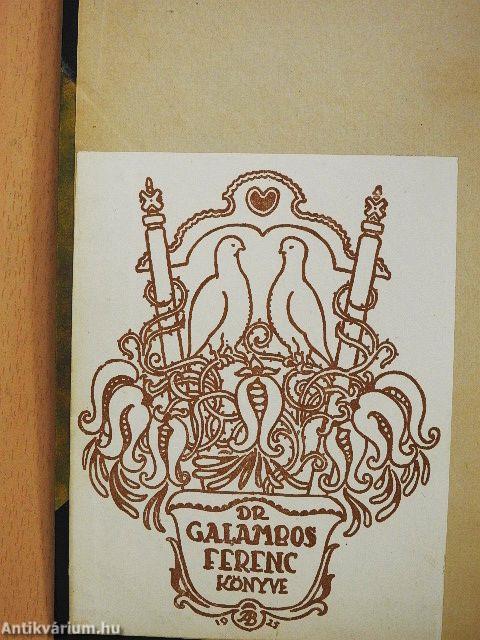 DR
GALAMBOS
FERENC
KÖNYVE
Antikvárium.hu